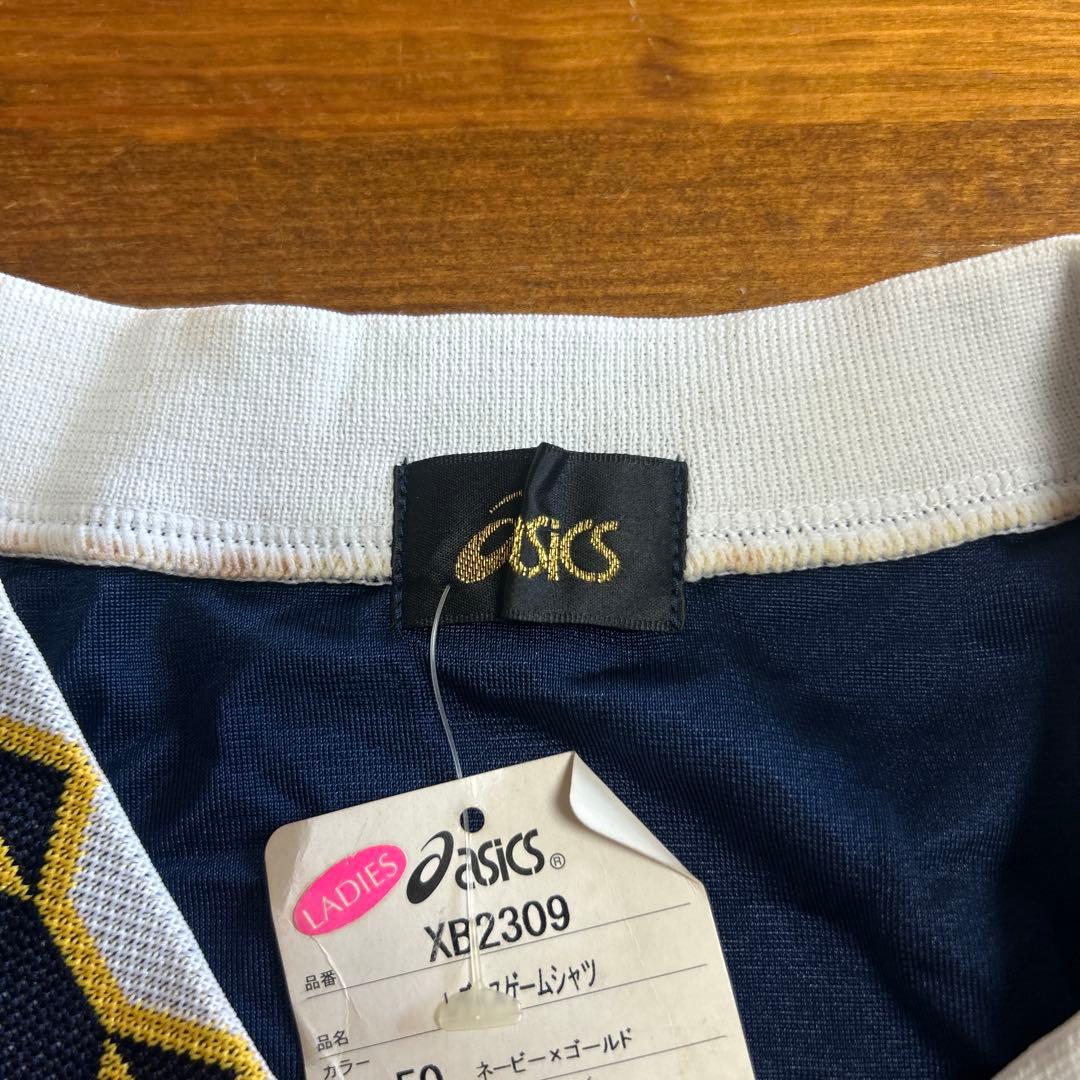 asics
LADIES
asics®
XB2309
品番
スゲームシャツ
品名
カラー
50 ネービー×ゴールド